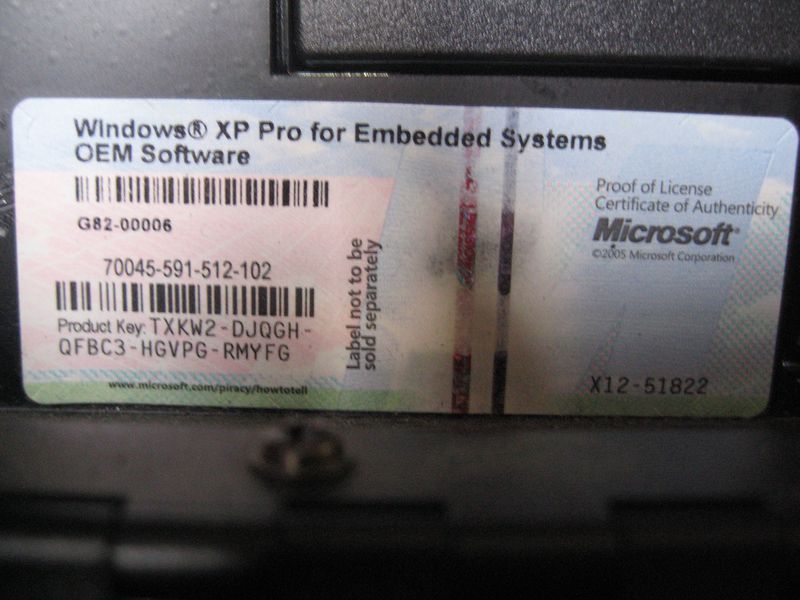 Windows® XP Pro for Embedded Systems
OEM Software
G82-00006
70045-591-512-102
Product Key: TXKW2-DJQGH-
QFBC3-HGVPG-RMYFG
www.microsoft.com/piracy/howtotell
Label not to be
sold separately
Proof of License
Certificate of Authenticity
Microsoft®
©2005 Microsoft Corporation
X12-51822